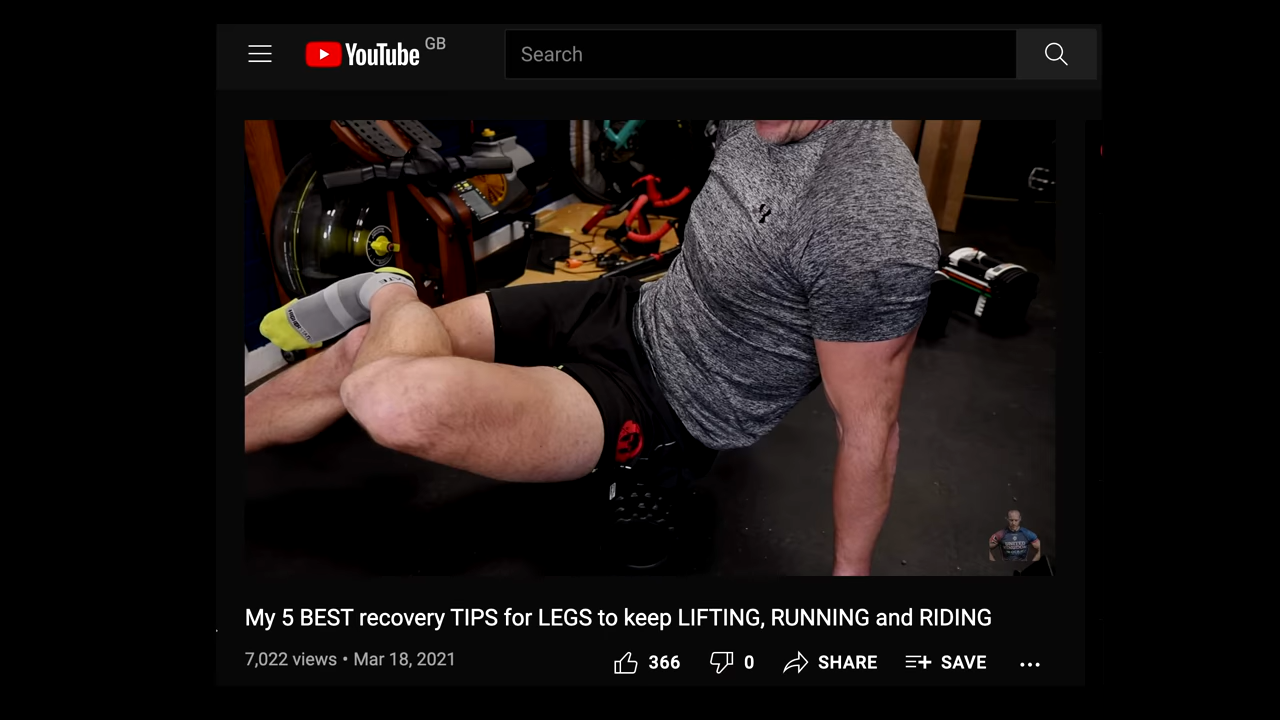 YouTube GB
Search
My 5 BEST recovery TIPS for LEGS to keep LIFTING, RUNNING and RIDING
7,022 views • Mar 18, 2021
366
0
SHARE
SAVE